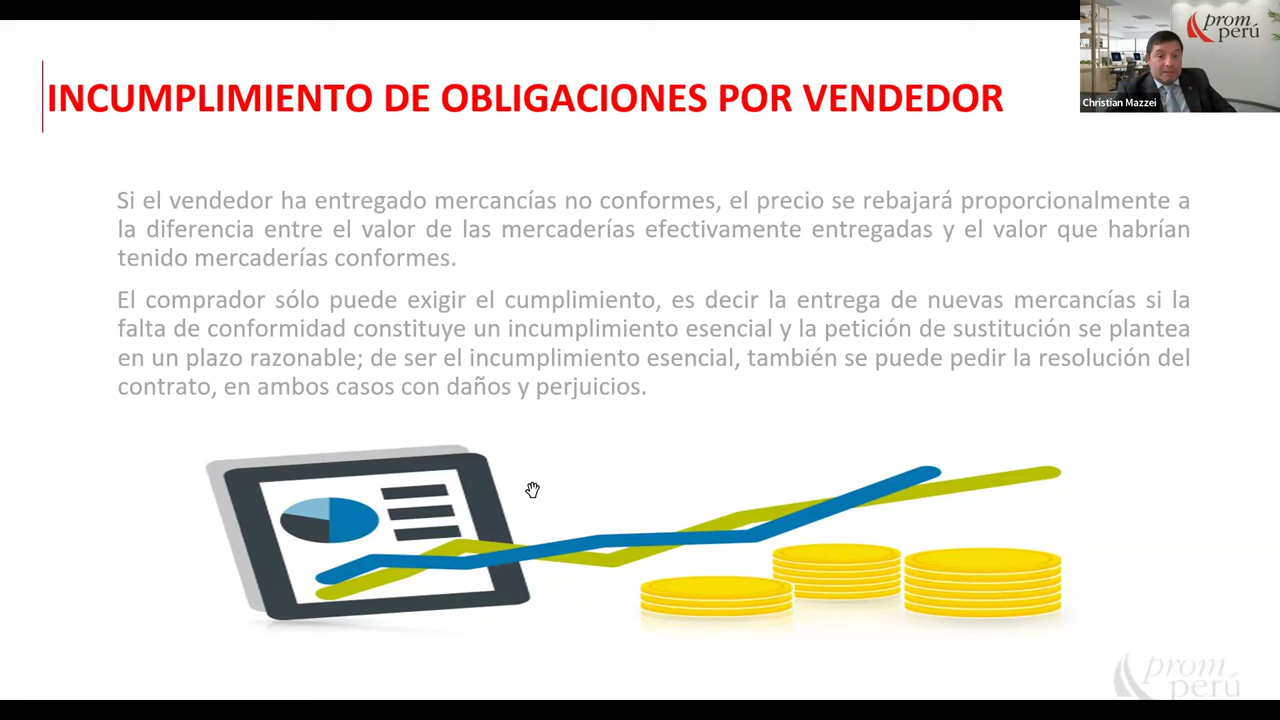 prom
perú
Christian Mazzei
INCUMPLIMIENTO DE OBLIGACIONES POR VENDEDOR
Si el vendedor ha entregado mercancías no conformes, el precio se rebajará proporcionalmente a
la diferencia entre el valor de las mercaderías efectivamente entregadas y el valor que habrían
tenido mercaderías conformes.
El comprador sólo puede exigir el cumplimiento, es decir la entrega de nuevas mercancías si la
falta de conformidad constituye un incumplimiento esencial y la petición de sustitución se plantea
en un plazo razonable; de ser el incumplimiento esencial, también se puede pedir la resolución del
contrato, en ambos casos con daños y perjuicios.
prom
perú